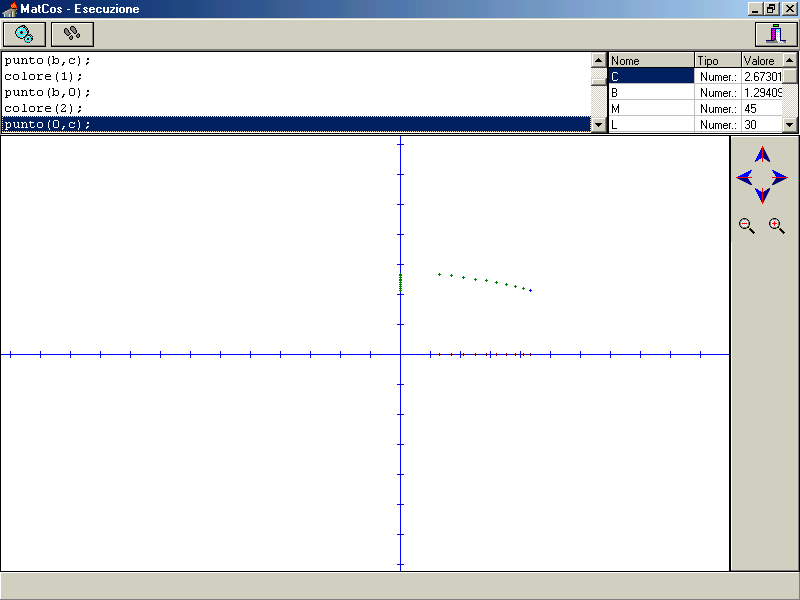 MatCos - Esecuzione
punto(b,c);
colore(1);
punto(b,0);
colore(2);
punto(0,c);
Nome Tipo Valore
C Numer.: 2.67301
B Numer.: 1.29409
M Numer.: 45
L Numer.: 30